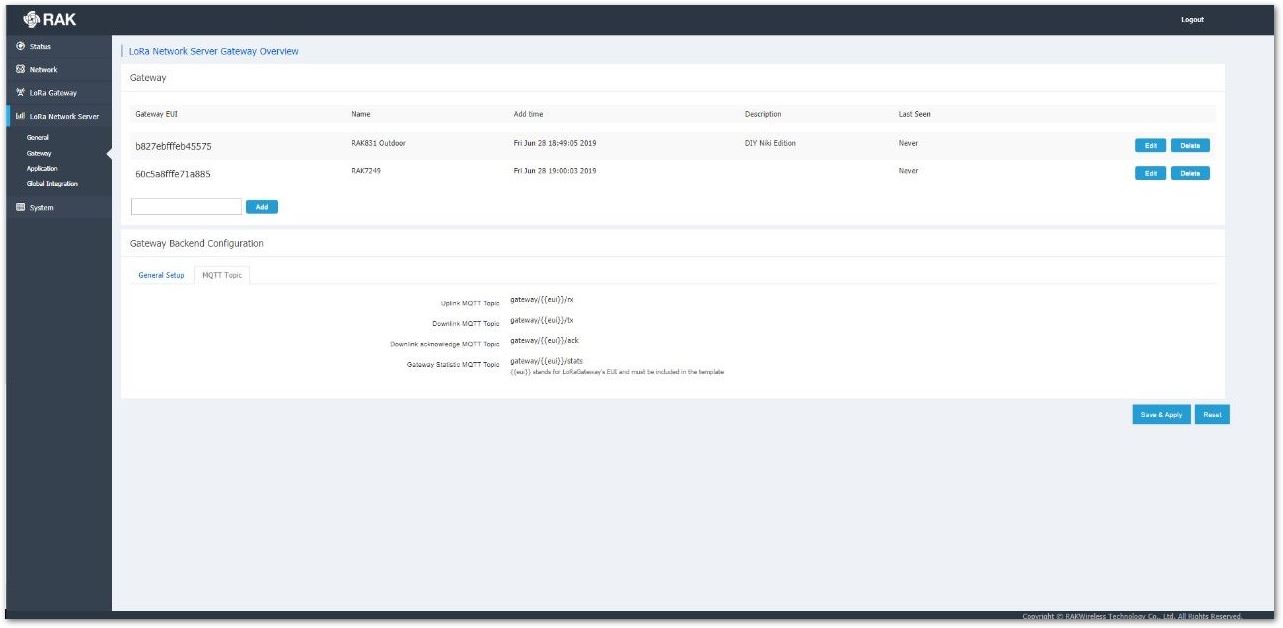 RAK
Logout
Status
Network
LoRa Gateway
LoRa Network Server
General
Gateway
Application
Global Integration
System
LoRa Network Server Gateway Overview
Gateway
Gateway EUI Name Add time Description Last Seen
b827ebfffeb45575 RAK831 Outdoor Fri Jun 28 18:49:05 2019 DIY Niki Edition Never Edit Delete
60c5a8fffe71a885 RAK7249 Fri Jun 28 19:00:03 2019 Never Edit Delete
Add
Gateway Backend Configuration
General Setup MQTT Topic
Uplink MQTT Topic gateway/{{eui}}/rx
Downlink MQTT Topic gateway/{{eui}}/tx
Downlink acknowledge MQTT Topic gateway/{{eui}}/ack
Gateway Statistic MQTT Topic gateway/{{eui}}/stats
{{eui}} stands for LoRaGateway's EUI and must be included in the template
Save & Apply Reset
Copyright © RAKWireless Technology Co., Ltd. All Rights Reserved.